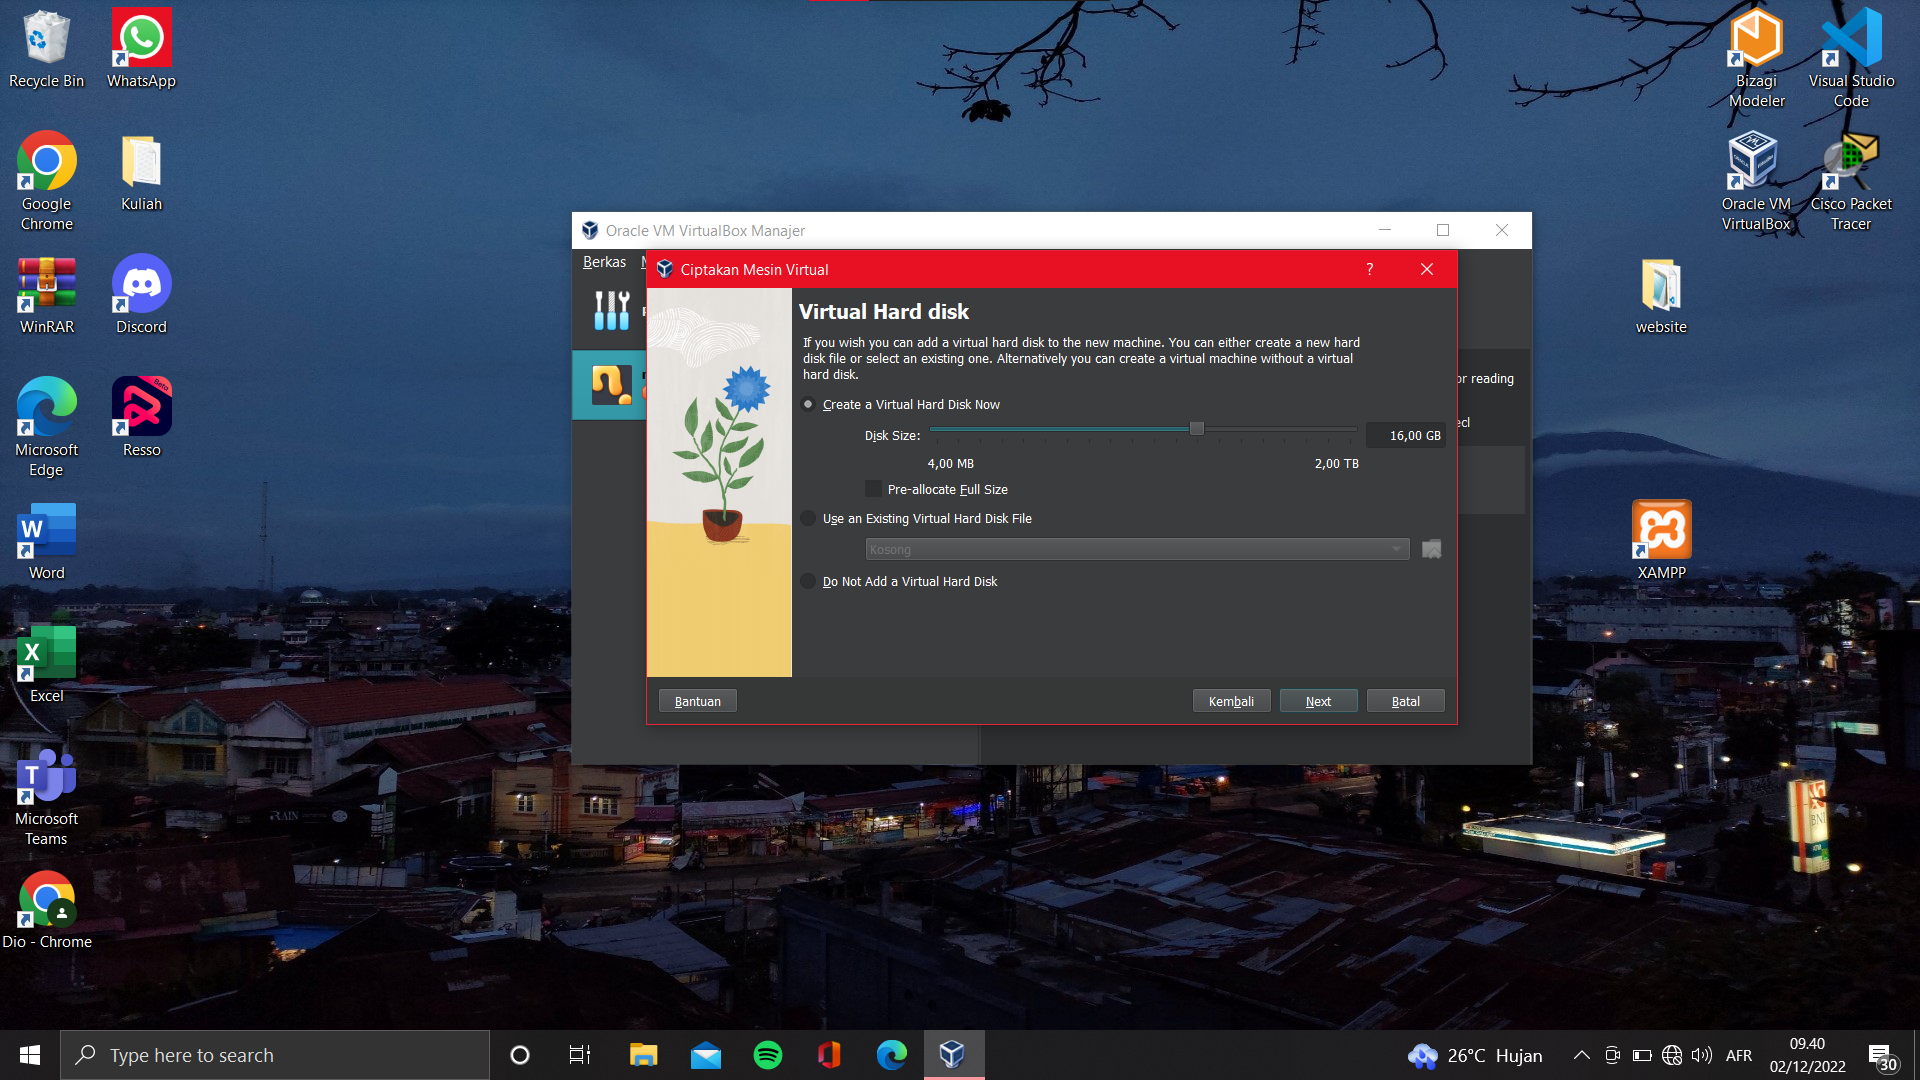 Recycle Bin
WhatsApp
Google
Chrome
Kuliah
WinRAR
Discord
Microsoft
Edge
Resso
Beta
Word
Excel
Microsoft
Teams
Dio - Chrome
Bizagi
Modeler
Visual Studio
Code
Oracle VM
VirtualBox
Cisco Packet
Tracer
website
XAMPP
Oracle VM VirtualBox Manajer
Berkas
Ciptakan Mesin Virtual
?
Virtual Hard disk
If you wish you can add a virtual hard disk to the new machine. You can either create a new hard
disk file or select an existing one. Alternatively you can create a virtual machine without a virtual
hard disk.
Create a Virtual Hard Disk Now
Disk Size:
16,00 GB
4,00 MB
2,00 TB
Pre-allocate Full Size
Use an Existing Virtual Hard Disk File
Kosong
Do Not Add a Virtual Hard Disk
Bantuan
Kembali
Next
Batal
or reading
BNI
Type here to search
26°C Hujan
AFR
09.40
02/12/2022
30